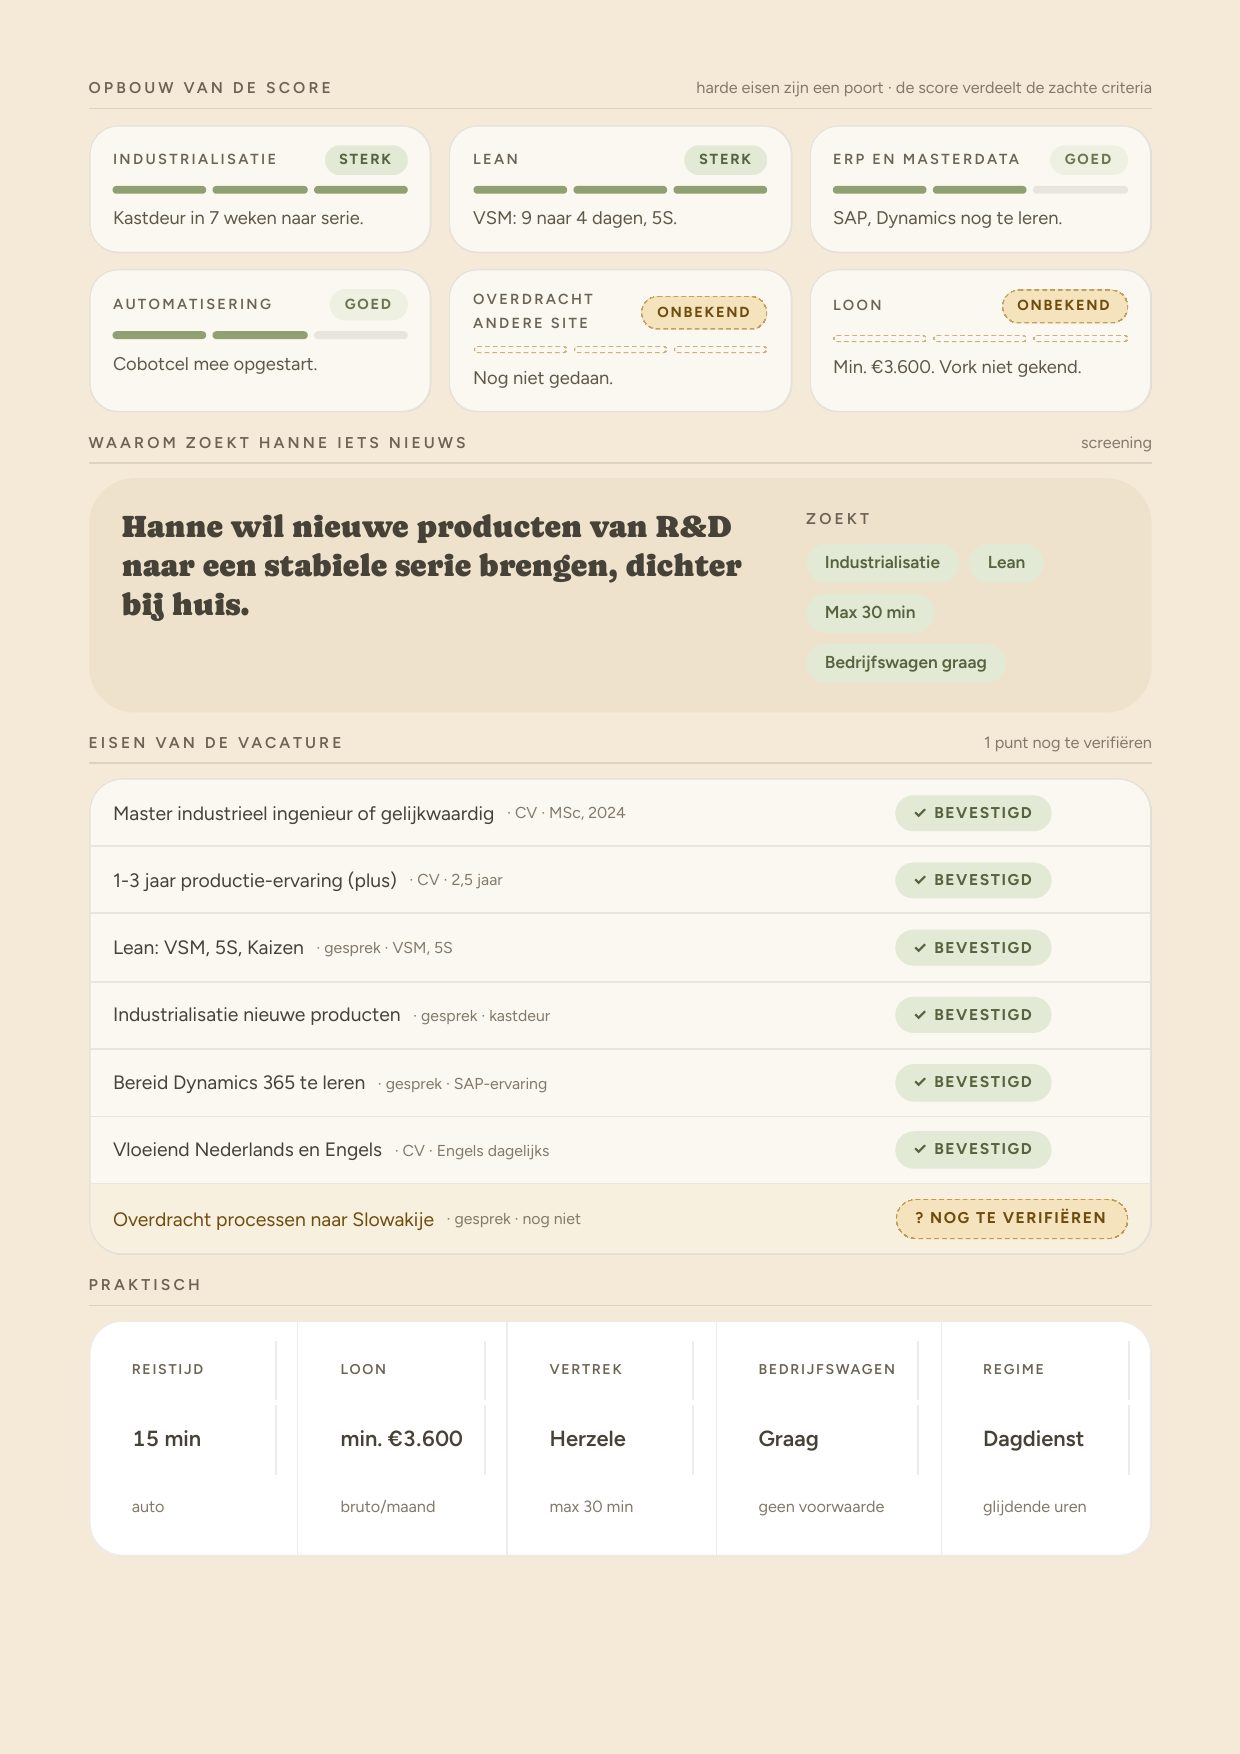 OPBOUW VAN DE SCORE
harde eisen zijn een poort · de score verdeelt de zachte criteria
INDUSTRIALISATIE STERK
Kastdeur in 7 weken naar serie.
LEAN STERK
VSM: 9 naar 4 dagen, 5S.
ERP EN MASTERDATA GOED
SAP, Dynamics nog te leren.
AUTOMATISERING GOED
Cobotcel mee opgestart.
OVERDRACHT
ANDERE SITE
ONBEKEND
Nog niet gedaan.
LOON ONBEKEND
Min. €3.600. Vork niet gekend.
WAAROM ZOEKT HANNE IETS NIEUWS
screening
Hanne wil nieuwe producten van R&D
naar een stabiele serie brengen, dichter
bij huis.
ZOEKT
Industrialisatie Lean
Max 30 min
Bedrijfswagen graag
EISEN VAN DE VACATURE
1 punt nog te verifiëren
Master industrieel ingenieur of gelijkwaardig · CV · MSc, 2024 ✓ BEVESTIGD
1-3 jaar productie-ervaring (plus) · CV · 2,5 jaar ✓ BEVESTIGD
Lean: VSM, 5S, Kaizen · gesprek · VSM, 5S ✓ BEVESTIGD
Industrialisatie nieuwe producten · gesprek · kastdeur ✓ BEVESTIGD
Bereid Dynamics 365 te leren · gesprek · SAP-ervaring ✓ BEVESTIGD
Vloeiend Nederlands en Engels · CV · Engels dagelijks ✓ BEVESTIGD
Overdracht processen naar Slowakije · gesprek · nog niet ? NOG TE VERIFIËREN
PRAKTISCH
REISTIJD
15 min
auto
LOON
min. €3.600
bruto/maand
VERTREK
Herzele
max 30 min
BEDRIJFSWAGEN
Graag
geen voorwaarde
REGIME
Dagdienst
glijdende uren